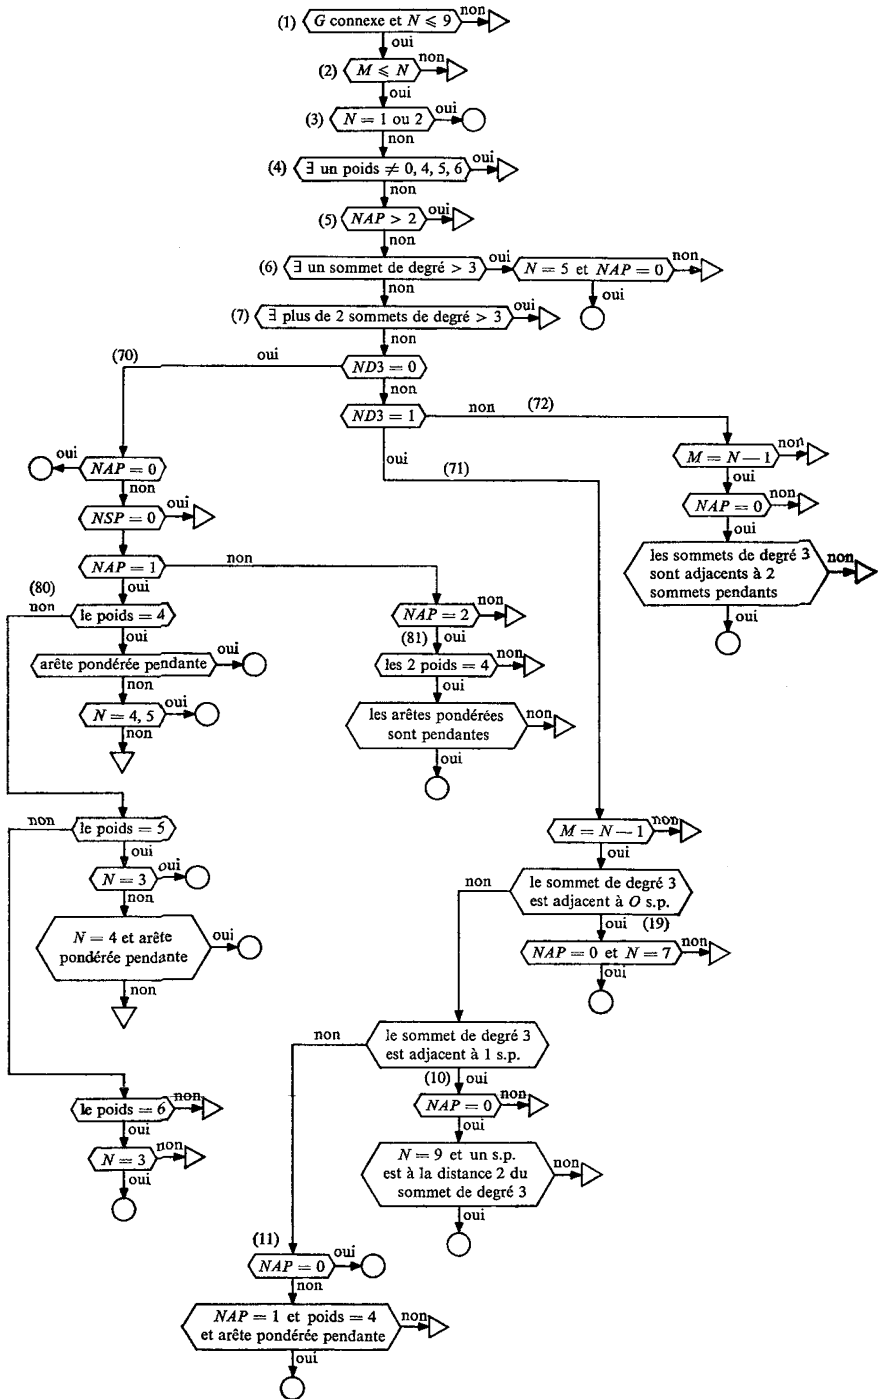 (1) G connexe et N ⩽ 9 non
oui
(2) M ⩽ N non
oui
(3) N = 1 ou 2 oui
non
(4) ∃ un poids ≠ 0, 4, 5, 6 oui
non
(5) NAP > 2 oui
non
(6) ∃ un sommet de degré > 3 oui N = 5 et NAP = 0 non
non oui
(7) ∃ plus de 2 sommets de degré > 3 oui
non
(70) oui ND3 = 0
non
ND3 = 1 non (72)
oui
(71)
oui NAP = 0
non
NSP = 0 oui
NAP = 1 non
oui
(80)
non le poids = 4
oui
arête pondérée pendante oui
non
N = 4, 5 oui
non
NAP = 2 non
(81) oui
les 2 poids = 4 non
oui
les arêtes pondérées
sont pendantes
non
oui
M = N — 1 non
oui
NAP = 0 non
oui
les sommets de degré 3
sont adjacents à 2
sommets pendants
non
oui
non le poids = 5
oui
N = 3 oui
non
N = 4 et arête
pondérée pendante
oui
non
le poids = 6 non
oui
N = 3 non
oui
M = N — 1 non
oui
non
le sommet de degré 3
est adjacent à O s.p.
oui (19)
NAP = 0 et N = 7 non
oui
non
le sommet de degré 3
est adjacent à 1 s.p.
(10) oui
NAP = 0 non
oui
N = 9 et un s.p.
est à la distance 2 du
sommet de degré 3
non
oui
(11)
NAP = 0 oui
non
NAP = 1 et poids = 4
et arête pondérée pendante
non
oui